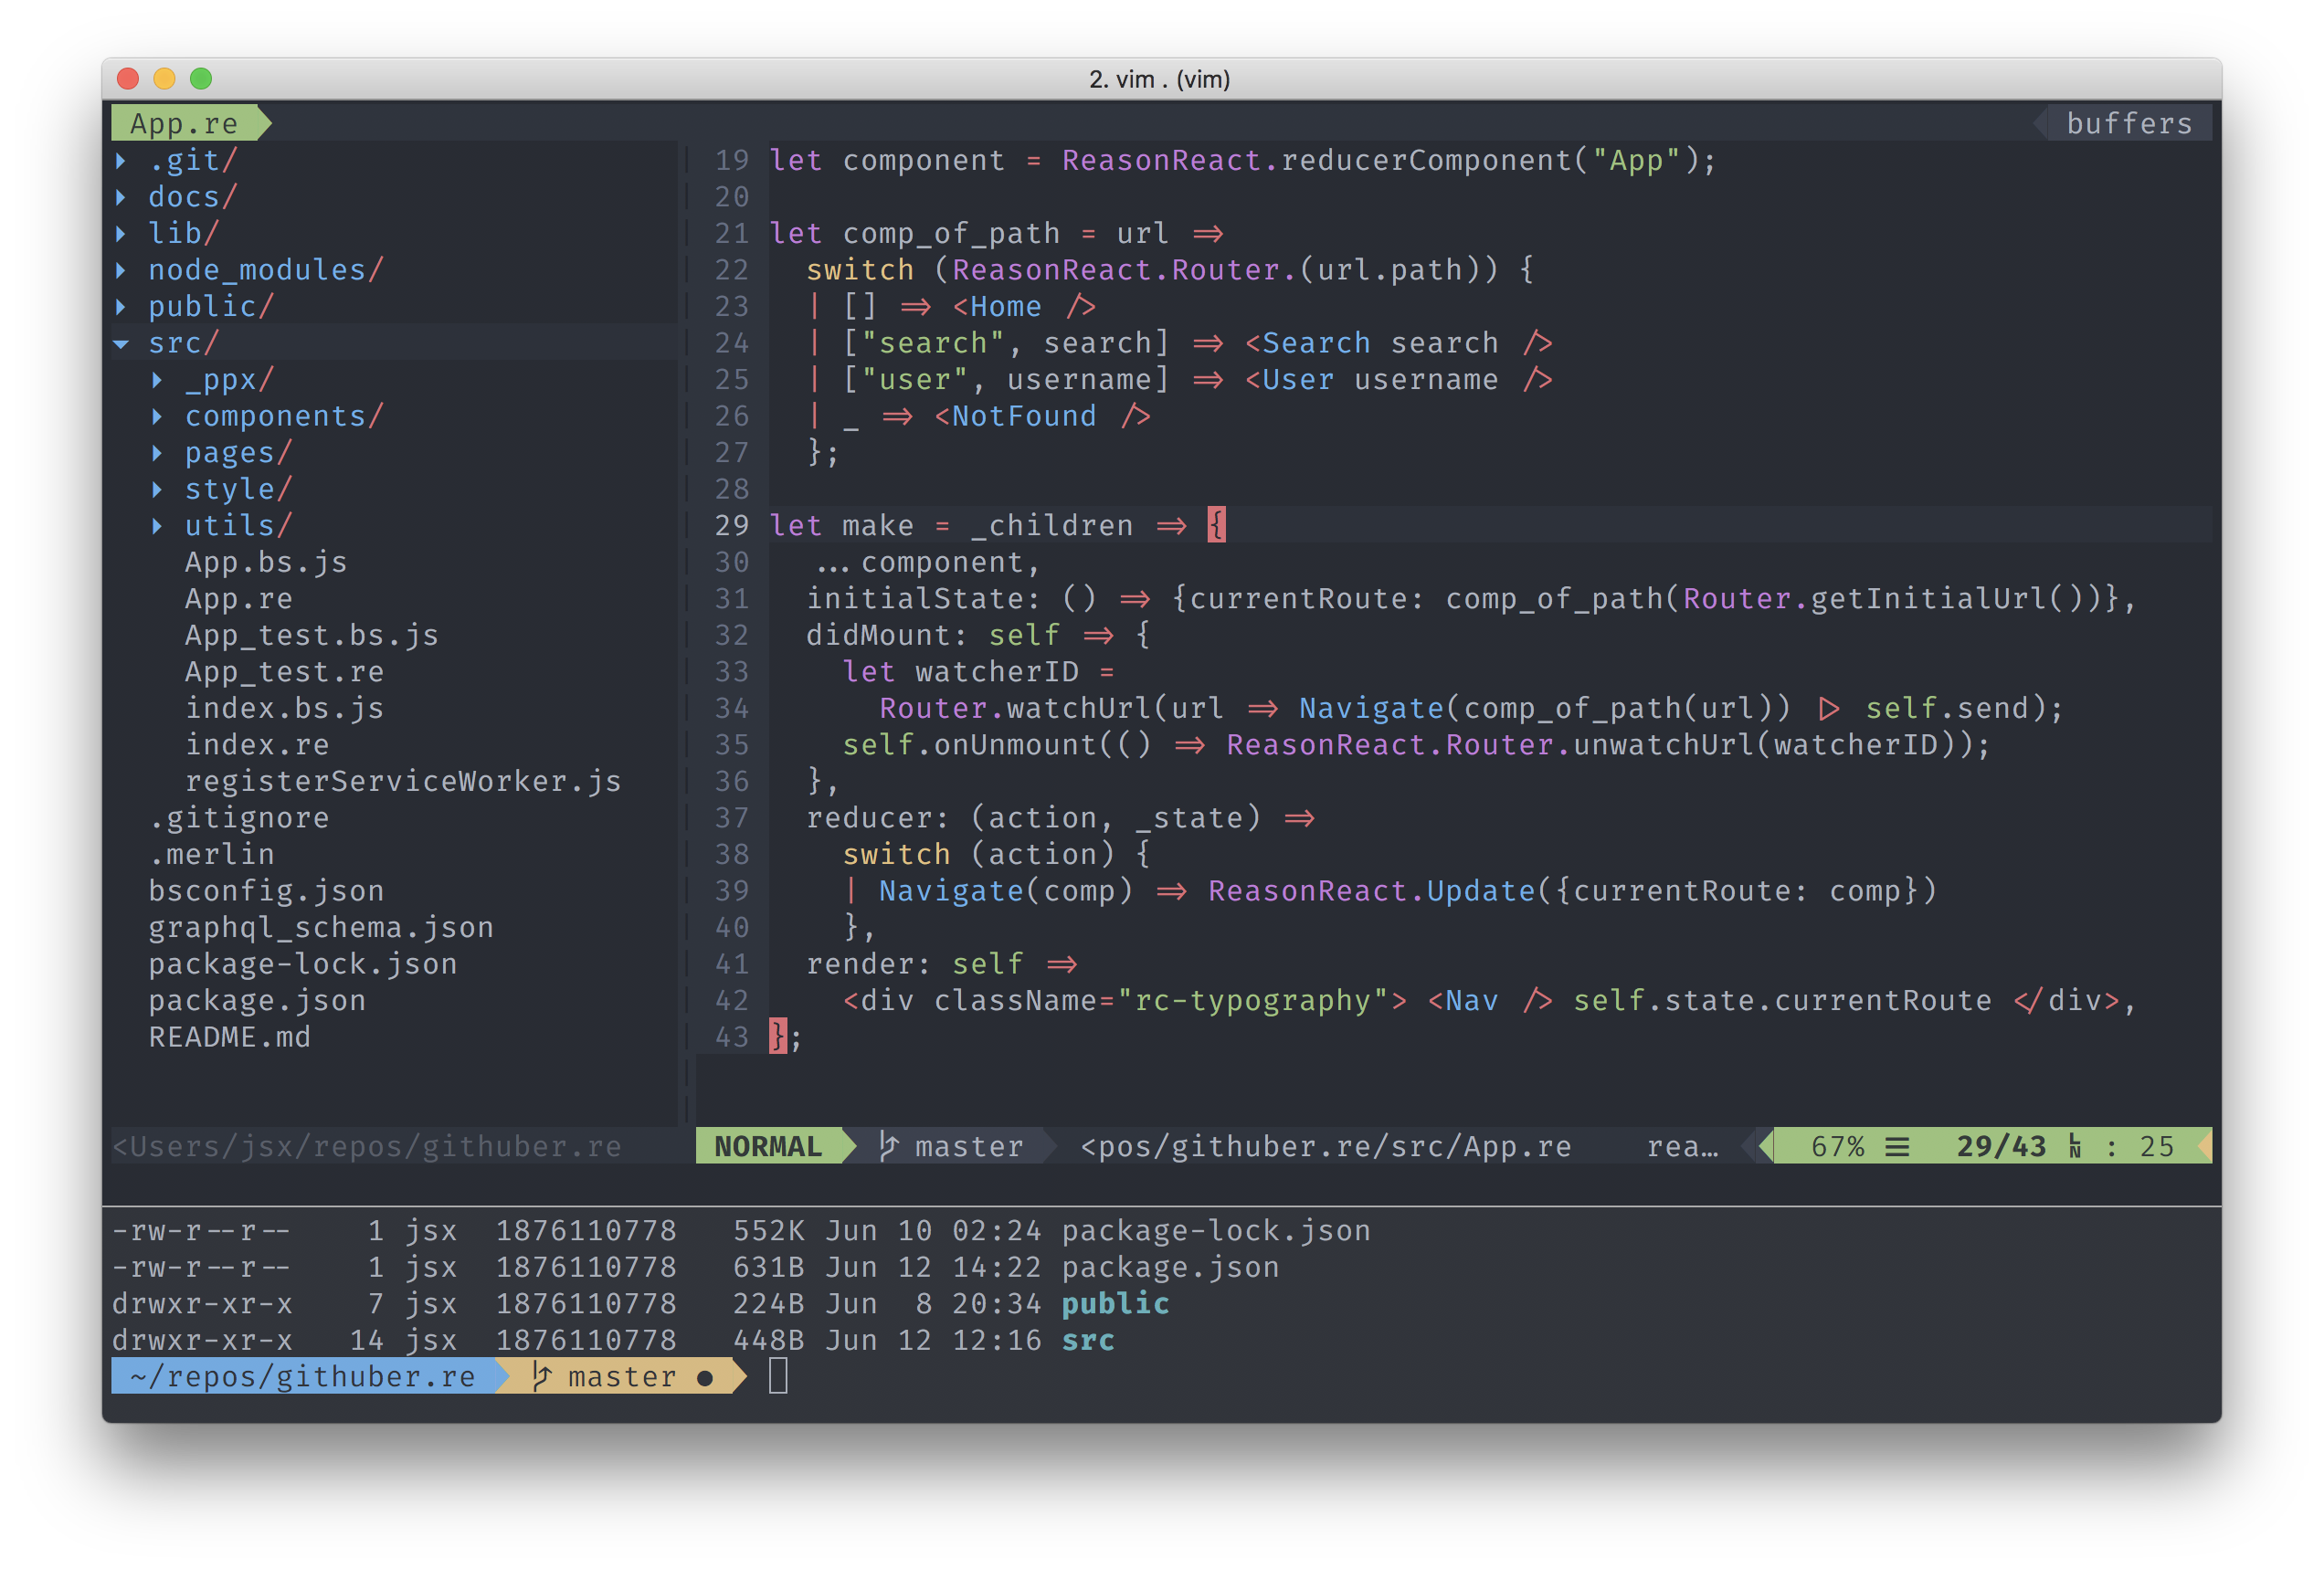 2. vim . (vim)
App.re
buffers
.git/
docs/
lib/
node_modules/
public/
src/
_ppx/
components/
pages/
style/
utils/
App.bs.js
App.re
App_test.bs.js
App_test.re
index.bs.js
index.re
registerServiceWorker.js
.gitignore
.merlin
bsconfig.json
graphql_schema.json
package-lock.json
package.json
README.md
<Users/jsx/repos/githuber.re
19 let component = ReasonReact.reducerComponent("App");
20
21 let comp_of_path = url =>
22   switch (ReasonReact.Router.(url.path)) {
23   | [] => <Home />
24   | ["search", search] => <Search search />
25   | ["user", username] => <User username />
26   | _ => <NotFound />
27   };
28
29 let make = _children => {
30   ...component,
31   initialState: () => {currentRoute: comp_of_path(Router.getInitialUrl())},
32   didMount: self => {
33     let watcherID =
34       Router.watchUrl(url => Navigate(comp_of_path(url)) |> self.send);
35     self.onUnmount(() => ReasonReact.Router.unwatchUrl(watcherID));
36   },
37   reducer: (action, _state) =>
38     switch (action) {
39     | Navigate(comp) => ReasonReact.Update({currentRoute: comp})
40     },
41   render: self =>
42     <div className="rc-typography"> <Nav /> self.state.currentRoute </div>,
43 };
NORMAL master <pos/githuber.re/src/App.re rea… 67% ☰ 29/43 ㏑ : 25
-rw-r--r-- 1 jsx 1876110778 552K Jun 10 02:24 package-lock.json
-rw-r--r-- 1 jsx 1876110778 631B Jun 12 14:22 package.json
drwxr-xr-x 7 jsx 1876110778 224B Jun 8 20:34 public
drwxr-xr-x 14 jsx 1876110778 448B Jun 12 12:16 src
~/repos/githuber.re master ●